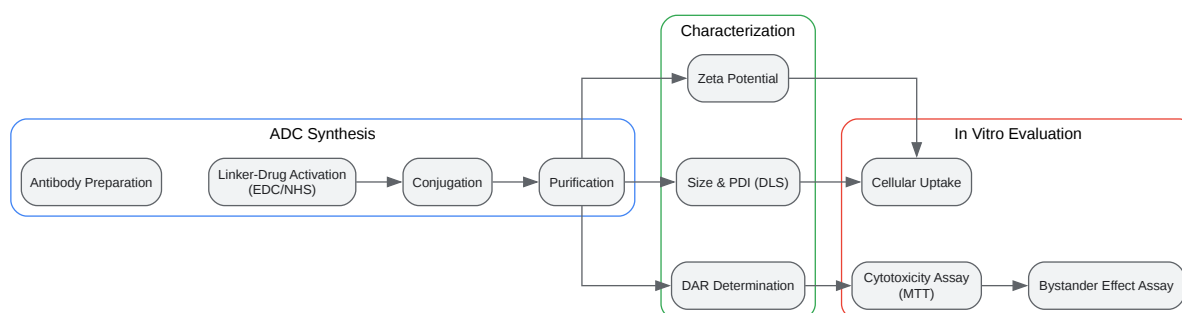 Characterization
Zeta Potential
ADC Synthesis
In Vitro Evaluation
Antibody Preparation
Linker-Drug Activation
(EDC/NHS)
Conjugation
Purification
Size & PDI (DLS)
Cellular Uptake
DAR Determination
Cytotoxicity Assay
(MTT)
Bystander Effect Assay